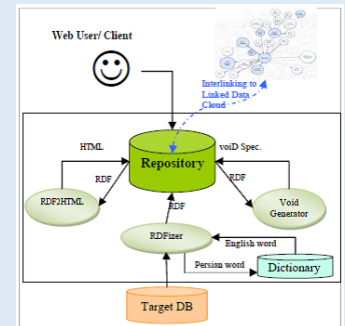 Web User/ Client
Interlinking to
Linked Data
Cloud
HTML
voiD Spec.
Repository
RDF
RDF
RDF2HTML
RDF
Void
Generator
RDFizer
English word
Persian word
Dictionary
Target DB